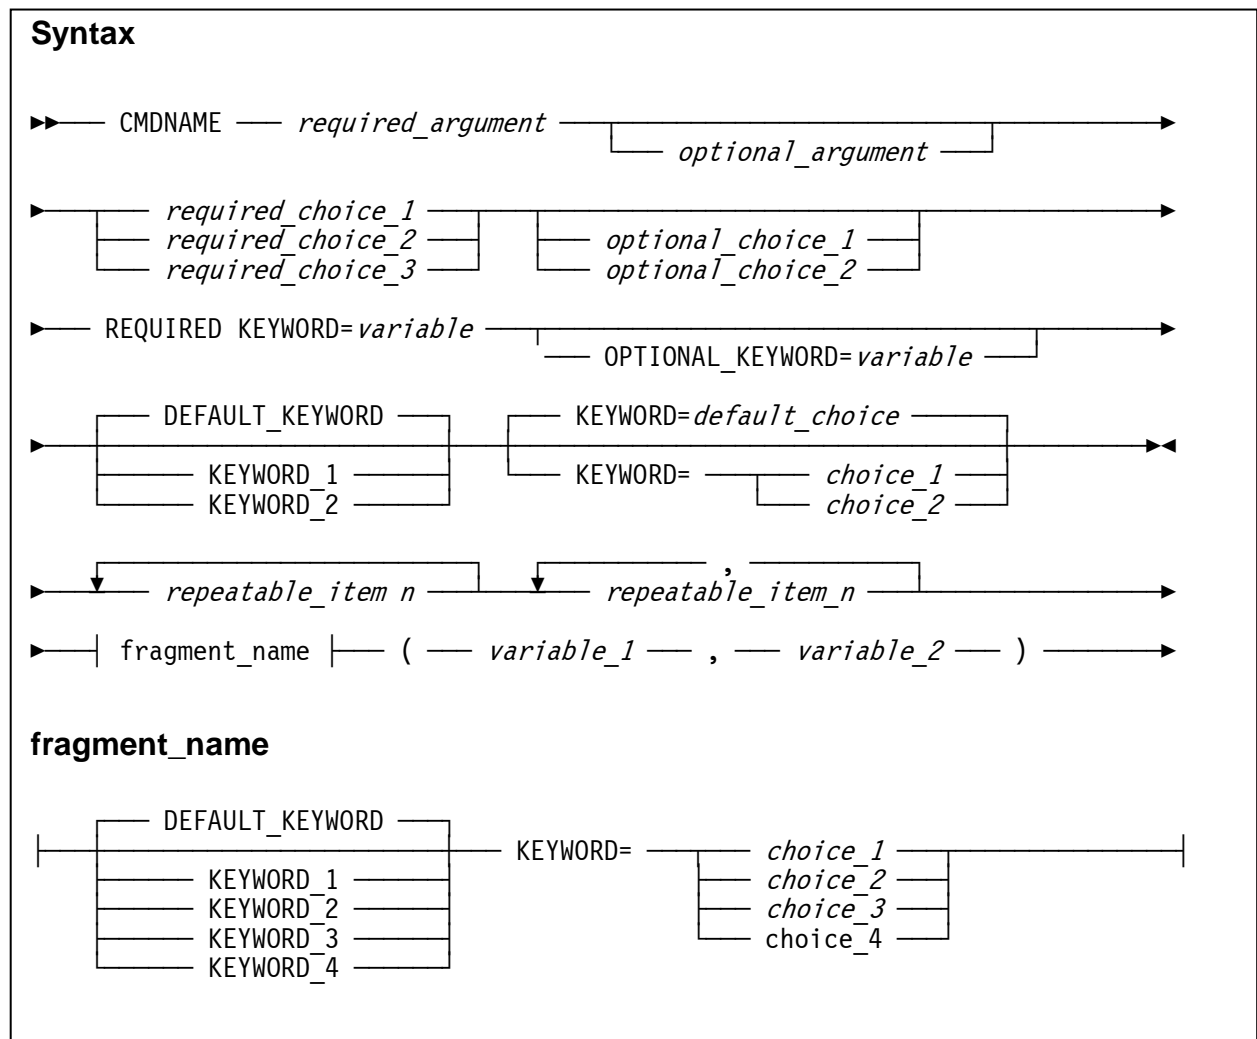 Syntax
CMDNAME required_argument
optional_argument
required_choice_1
required_choice_2 optional_choice_1
required_choice_3 optional_choice_2
REQUIRED KEYWORD=variable
OPTIONAL_KEYWORD=variable
DEFAULT_KEYWORD KEYWORD=default_choice
KEYWORD_1 KEYWORD= choice_1
KEYWORD_2 choice_2
,
repeatable_item n repeatable_item_n
fragment_name ( variable_1 , variable_2 )
fragment_name
DEFAULT_KEYWORD
KEYWORD= choice_1
KEYWORD_1 choice_2
KEYWORD_2 choice_3
KEYWORD_3 choice_4
KEYWORD_4